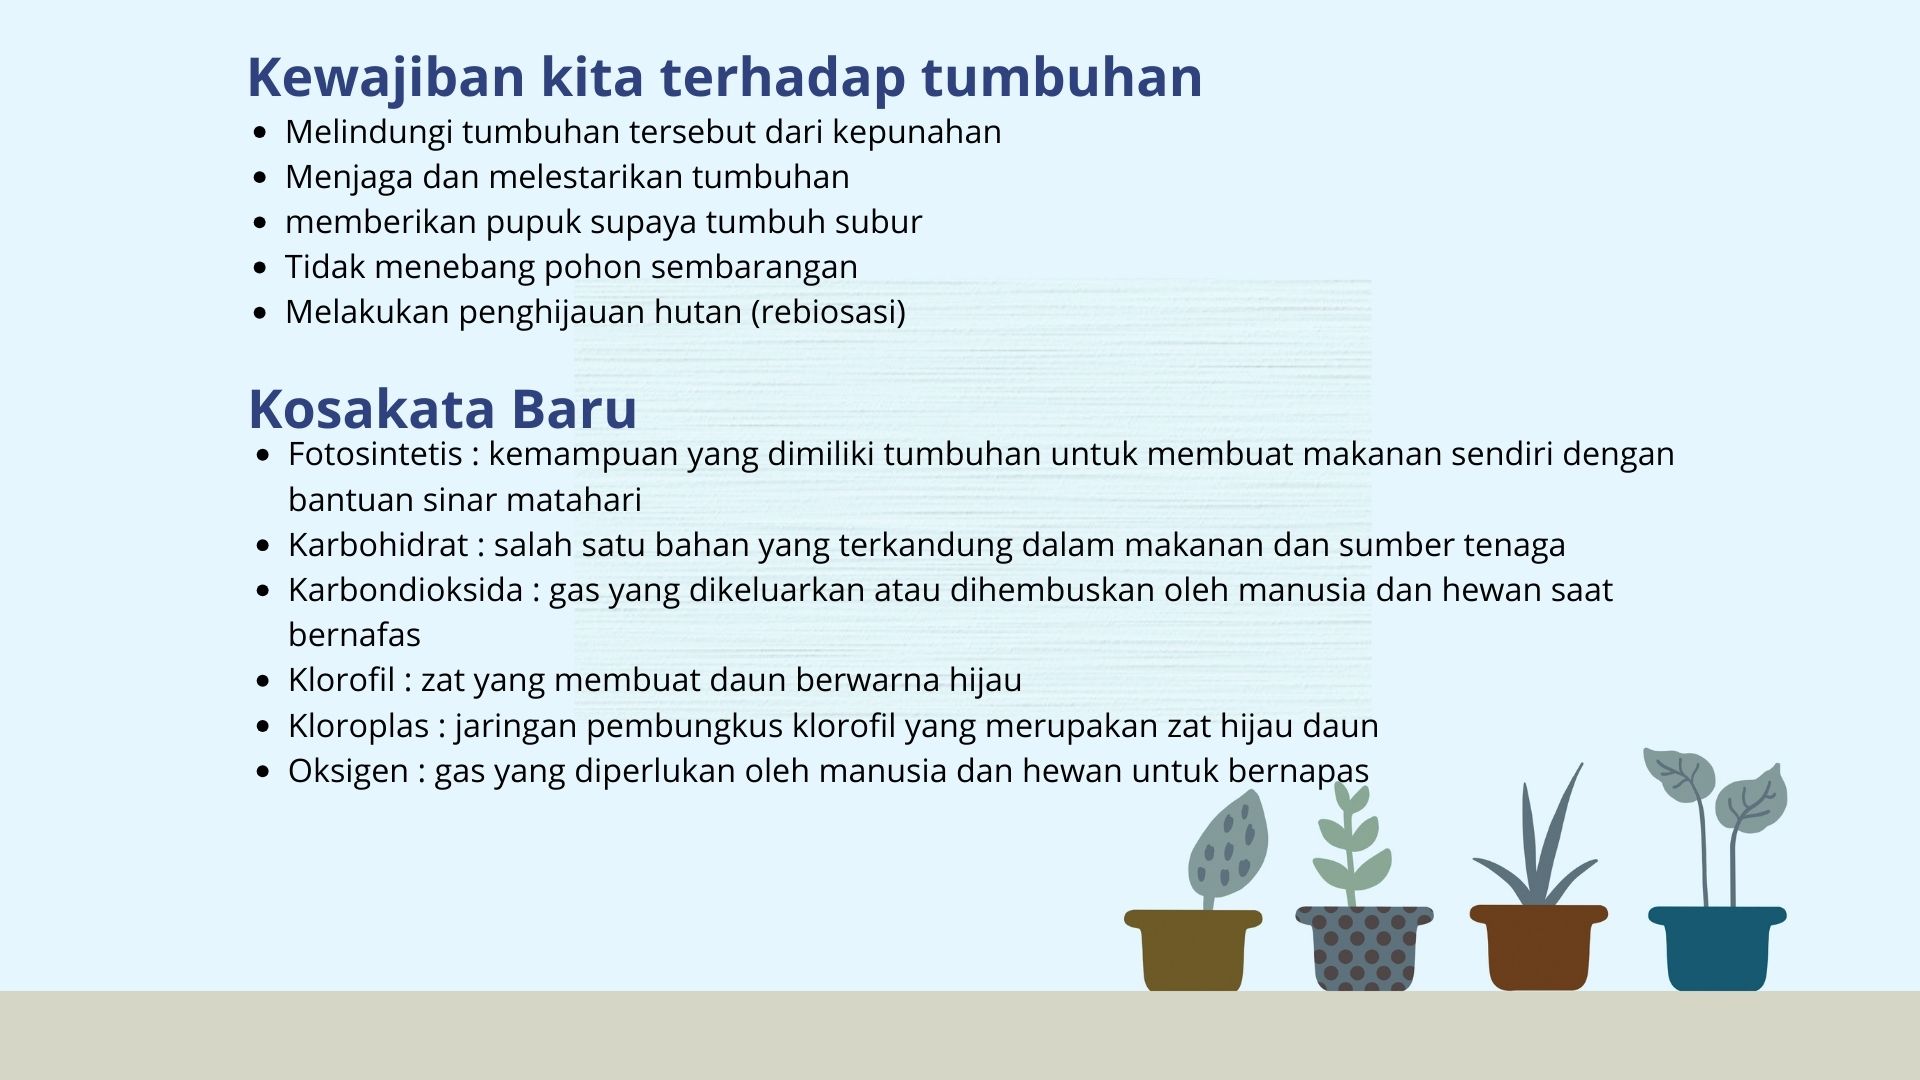 Kewajiban kita terhadap tumbuhan
• Melindungi tumbuhan tersebut dari kepunahan
• Menjaga dan melestarikan tumbuhan
• memberikan pupuk supaya tumbuh subur
• Tidak menebang pohon sembarangan
• Melakukan penghijauan hutan (rebiosasi)
Kosakata Baru
• Fotosintetis : kemampuan yang dimiliki tumbuhan untuk membuat makanan sendiri dengan
bantuan sinar matahari
• Karbohidrat : salah satu bahan yang terkandung dalam makanan dan sumber tenaga
• Karbondioksida : gas yang dikeluarkan atau dihembuskan oleh manusia dan hewan saat
bernafas
• Klorofil : zat yang membuat daun berwarna hijau
• Kloroplas : jaringan pembungkus klorofil yang merupakan zat hijau daun
• Oksigen : gas yang diperlukan oleh manusia dan hewan untuk bernapas